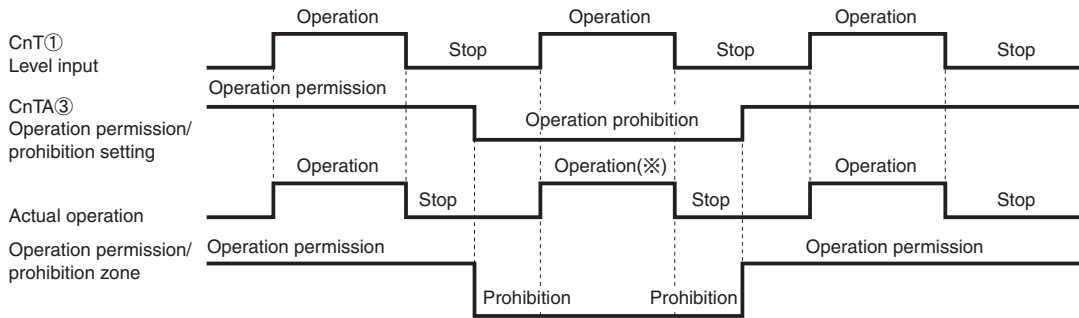 Operation Operation Operation
CnT① Stop Stop Stop
Level input
Operation permission
CnTA③
Operation permission/ Operation prohibition
prohibition setting
Operation Operation(※) Operation
Stop Stop Stop
Actual operation
Operation permission/ Operation permission Operation permission
prohibition zone
Prohibition Prohibition